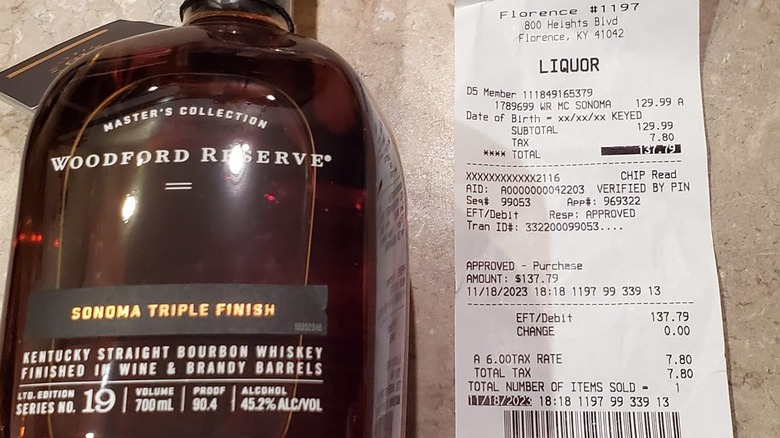 MASTER'S COLLECTION
WOODFORD RESERVE®
SONOMA TRIPLE FINISH
KENTUCKY STRAIGHT BOURBON WHISKEY
FINISHED IN WINE & BRANDY BARRELS
LTD. EDITION
SERIES NO. 19
VOLUME
700 mL
PROOF
90.4
ALCOHOL
45.2% ALC/VOL
Florence #1197
800 Heights Blvd
Florence, KY 41042
LIQUOR
D5 Member 111849165379
1789699 WR MC SONOMA 129.99 A
Date of Birth = xx/xx/xx KEYED
SUBTOTAL 129.99
TAX 7.80
**** TOTAL 137.79
XXXXXXXXXXXX2116 CHIP Read
AID: A0000000042203 VERIFIED BY PIN
Seq# 99053 App#: 969322
EFT/Debit Resp: APPROVED
Tran ID#: 332200099053....
APPROVED - Purchase
AMOUNT: $137.79
11/18/2023 18:18 1197 99 339 13
EFT/Debit 137.79
CHANGE 0.00
A 6.00TAX RATE 7.80
TOTAL TAX 7.80
TOTAL NUMBER OF ITEMS SOLD = 1
11/18/2023 18:18 1197 99 339 13